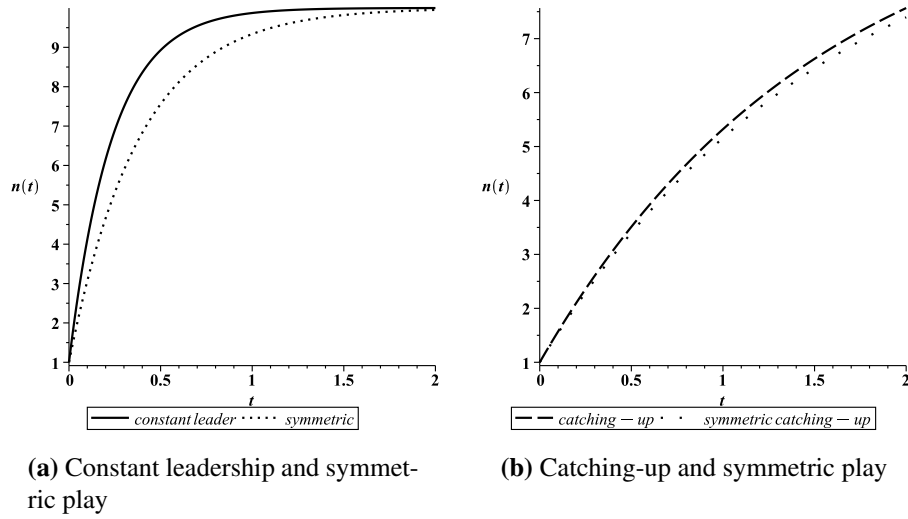 9
8
7
6
n(t)
5
4
3
2
1
0 0.5 1 1.5 2
t
constant leader symmetric
(a) Constant leadership and symmet-
ric play
7
6
5
n(t)
4
3
2
1
0 0.5 1 1.5 2
t
catching – up symmetric catching – up
(b) Catching-up and symmetric play